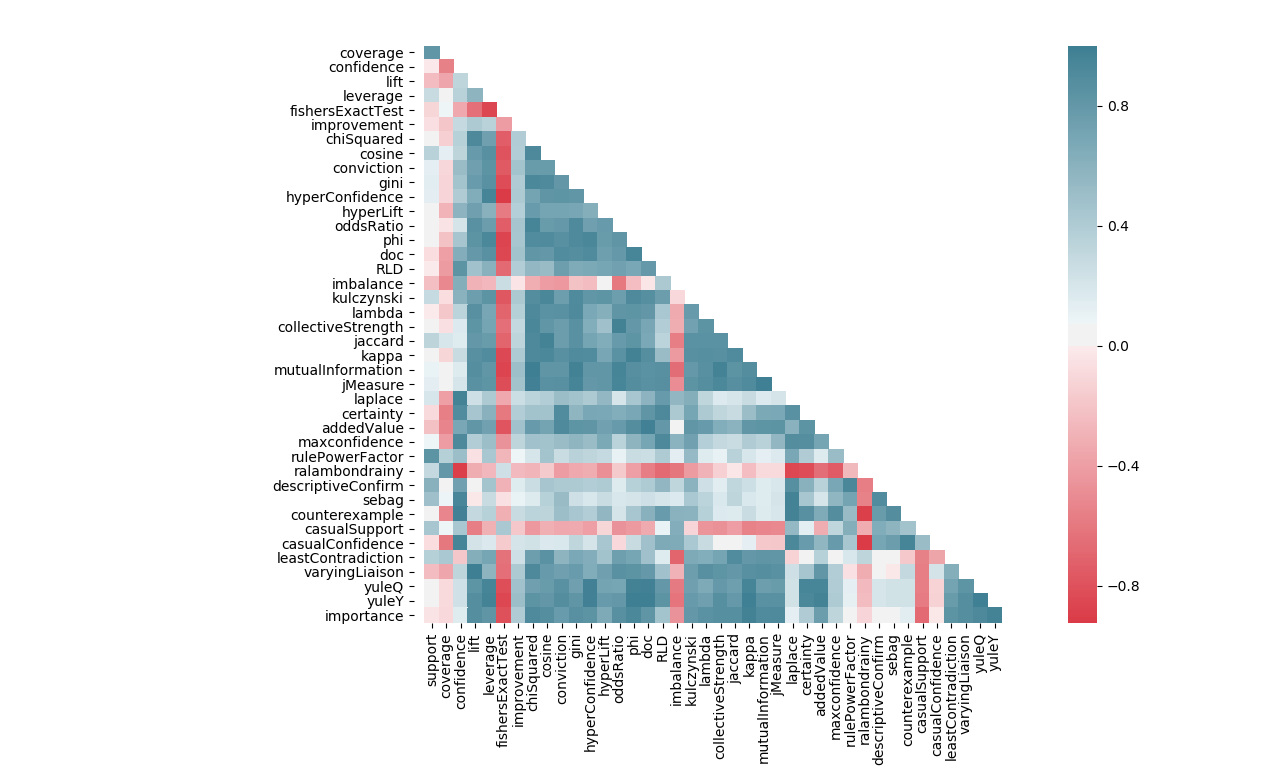 coverage
confidence
lift
leverage
fishersExactTest
improvement
chiSquared
cosine
conviction
gini
hyperConfidence
hyperLift
oddsRatio
phi
doc
RLD
imbalance
kulczynski
lambda
collectiveStrength
jaccard
kappa
mutualInformation
jMeasure
laplace
certainty
addedValue
maxconfidence
rulePowerFactor
ralambondrainy
descriptiveConfirm
sebag
counterexample
casualSupport
casualConfidence
leastContradiction
varyingLiaison
yuleQ
yuleY
importance
support
coverage
confidence
lift
leverage
fishersExactTest
improvement
chiSquared
cosine
conviction
gini
hyperConfidence
hyperLift
oddsRatio
phi
doc
RLD
imbalance
kulczynski
lambda
collectiveStrength
jaccard
kappa
mutualInformation
jMeasure
laplace
certainty
addedValue
maxconfidence
rulePowerFactor
ralambondrainy
descriptiveConfirm
sebag
counterexample
casualSupport
casualConfidence
leastContradiction
varyingLiaison
yuleQ
yuleY
0.8
0.4
0.0
−0.4
−0.8